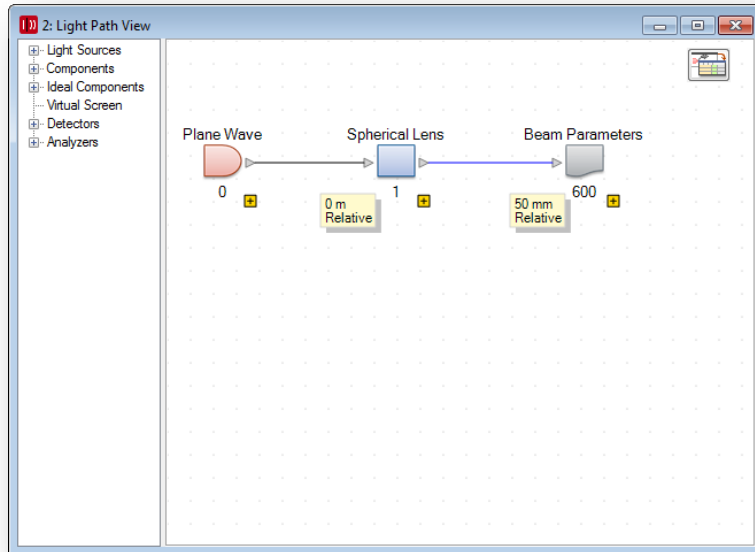 2: Light Path View
Light Sources
Components
Ideal Components
Virtual Screen
Detectors
Analyzers
Plane Wave
Spherical Lens
Beam Parameters
0
1
600
0 m
Relative
50 mm
Relative